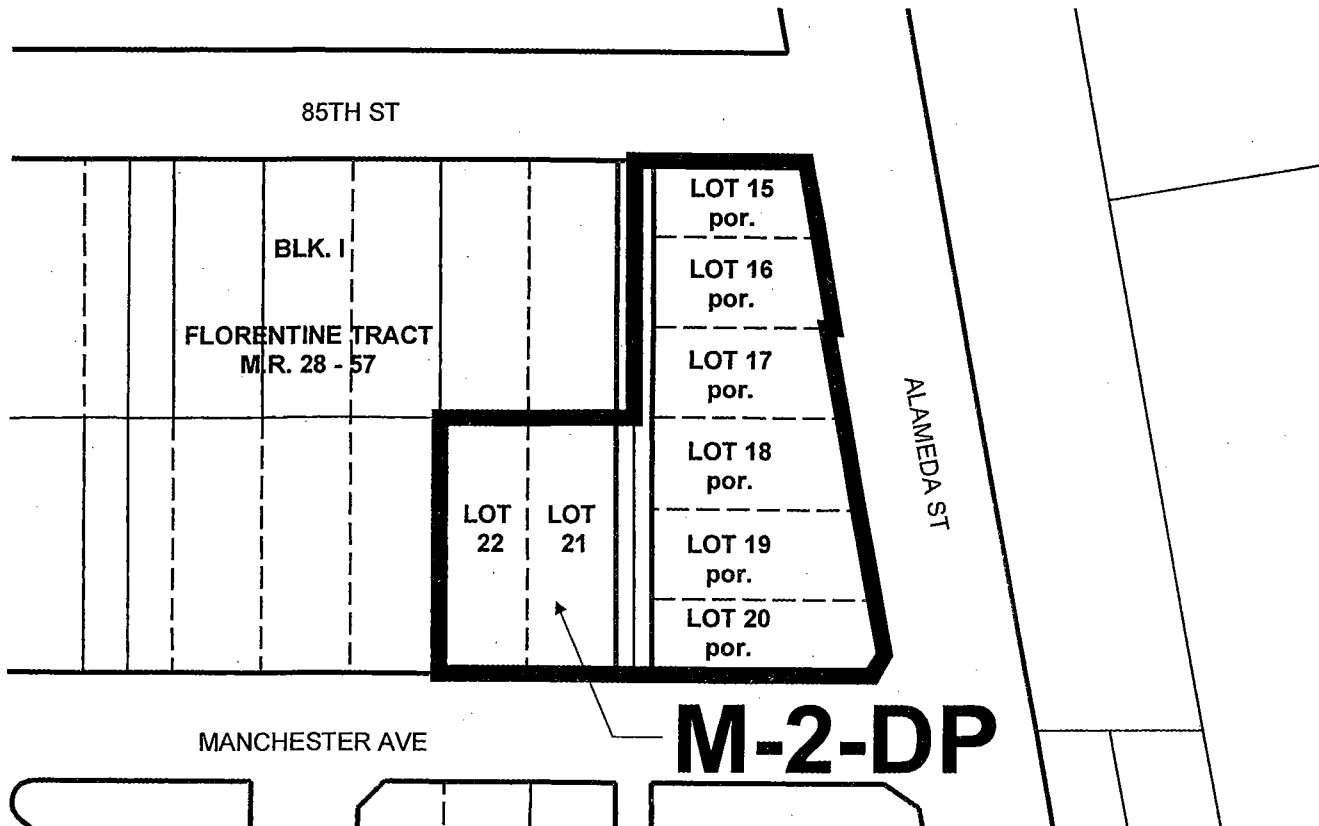 85TH ST
LOT 15
por.
BLK. I
LOT 16
por.
FLORENTINE TRACT
M.R. 28 - 57
LOT 17
por.
ALAMEDA ST
LOT 18
por.
LOT
22
LOT
21
LOT 19
por.
LOT 20
por.
M-2-DP
MANCHESTER AVE